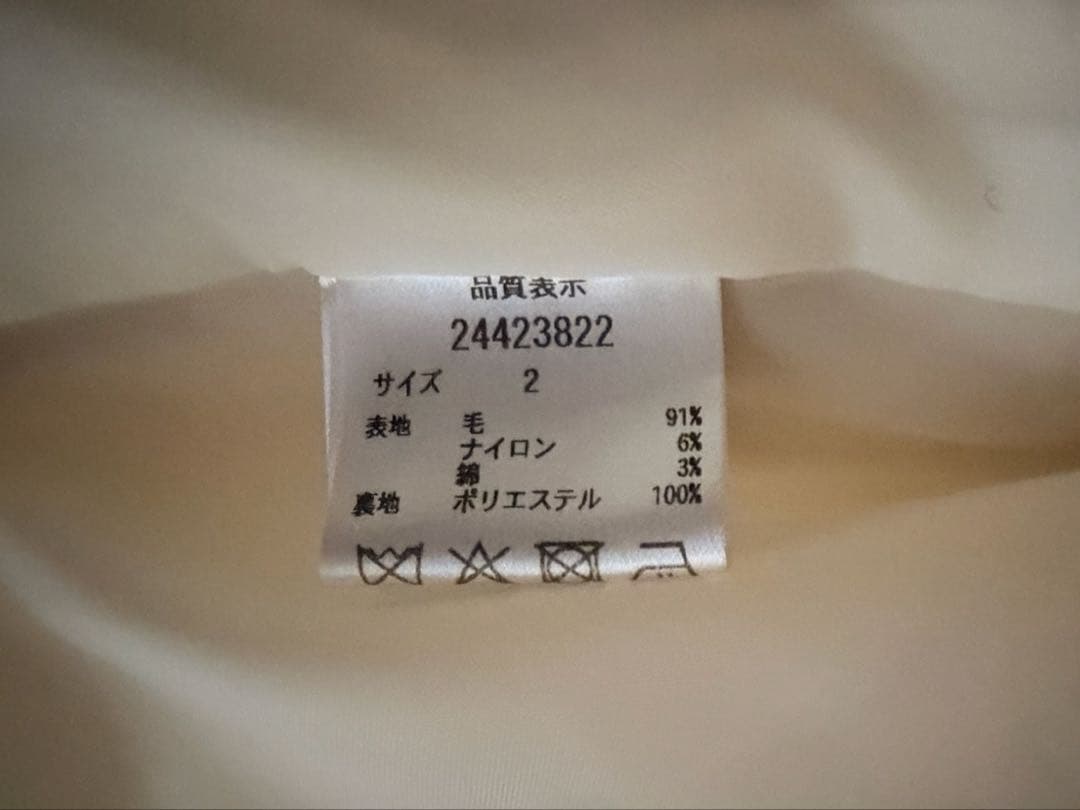 品質表示
24423822
サイズ 2
表地 毛 91%
ナイロン 6%
綿 3%
裏地 ポリエステル 100%